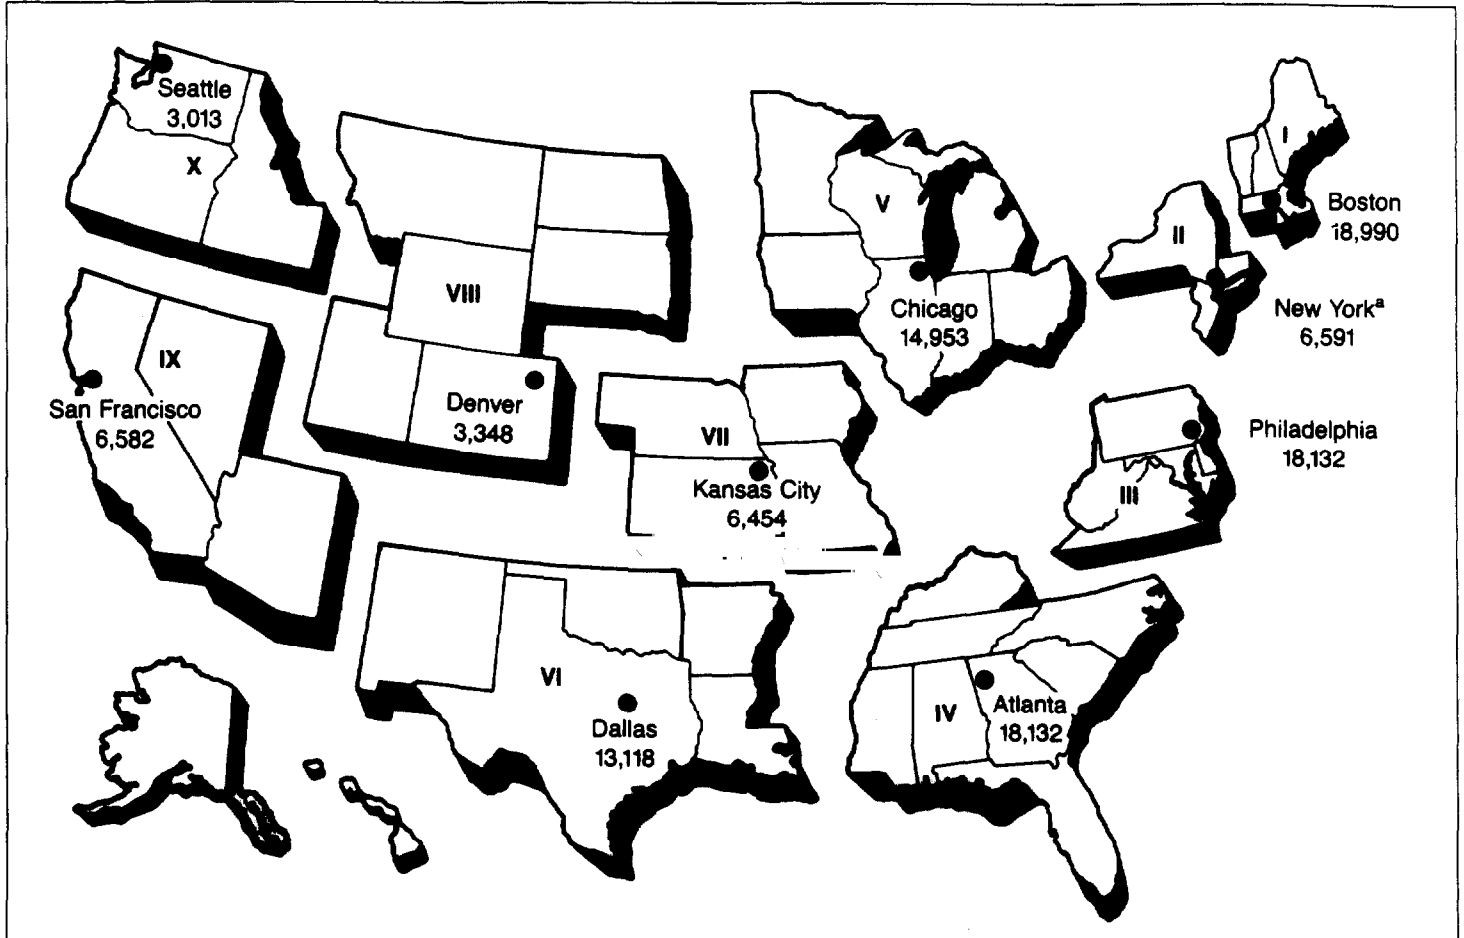 Seattle
3,013
X
I
V
Boston
18,990
II
VIII
Chicago
14,953
New Yorkª
6,591
IX
San Francisco
6,582
Denver
3,348
VII
Kansas City
6,454
Philadelphia
18,132
III
VI
Dallas
13,118
IV
Atlanta
18,132